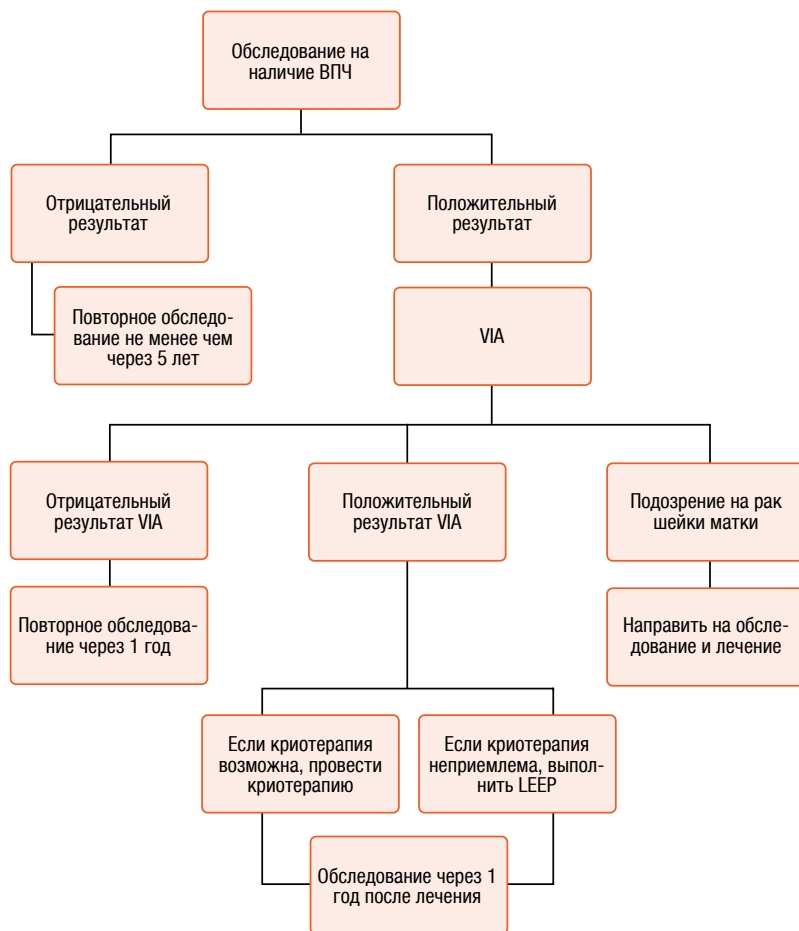 Обследование на
наличие ВПЧ
Отрицательный
результат
Положительный
результат
Повторное обследо-
вание не менее чем
через 5 лет
VIA
Отрицательный
результат VIA
Положительный
результат VIA
Подозрение на рак
шейки матки
Повторное обследова-
ние через 1 год
Направить на обсле-
дование и лечение
Если криотерапия
возможна, провести
криотерапию
Если криотерапия
неприемлема, выпол-
нить LEEP
Обследование через 1
год после лечения